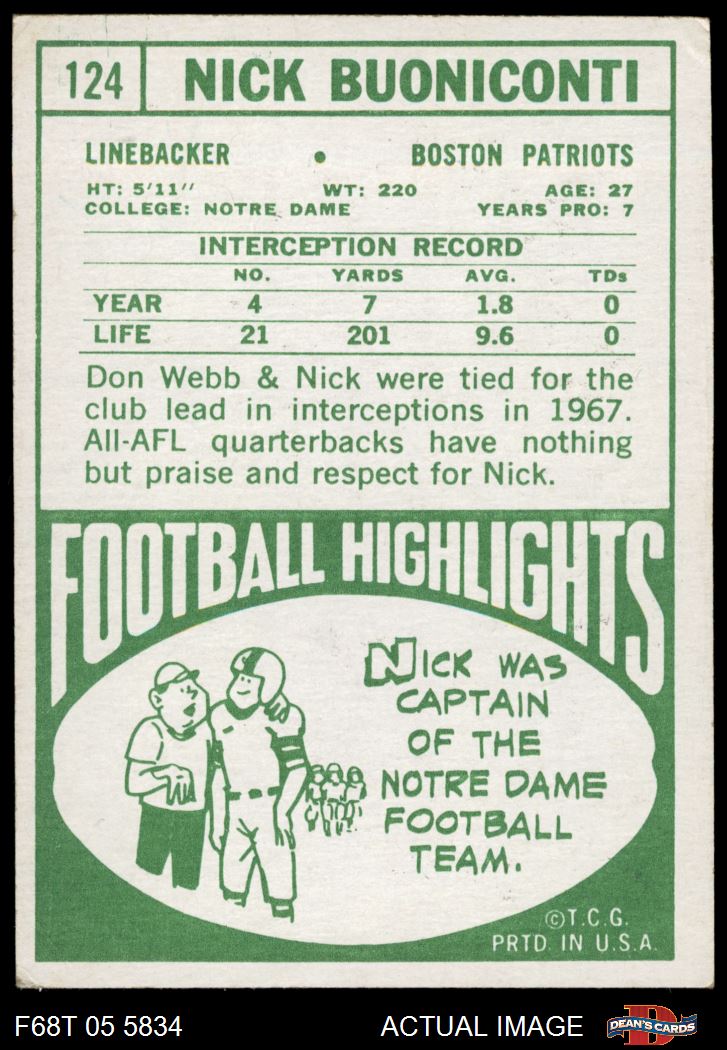 124 NICK BUONICONTI
LINEBACKER • BOSTON PATRIOTS
HT: 5'11" WT: 220 AGE: 27
COLLEGE: NOTRE DAME YEARS PRO: 7
INTERCEPTION RECORD
NO. YARDS AVG. TDs
YEAR 4 7 1.8 0
LIFE 21 201 9.6 0
Don Webb & Nick were tied for the
club lead in interceptions in 1967.
All-AFL quarterbacks have nothing
but praise and respect for Nick.
FOOTBALL HIGHLIGHTS
NICK WAS
CAPTAIN
OF THE
NOTRE DAME
FOOTBALL
TEAM.
©T.C.G.
PRTD. IN U.S.A.
F68T 05 5834 ACTUAL IMAGE DEAN'S CARDS